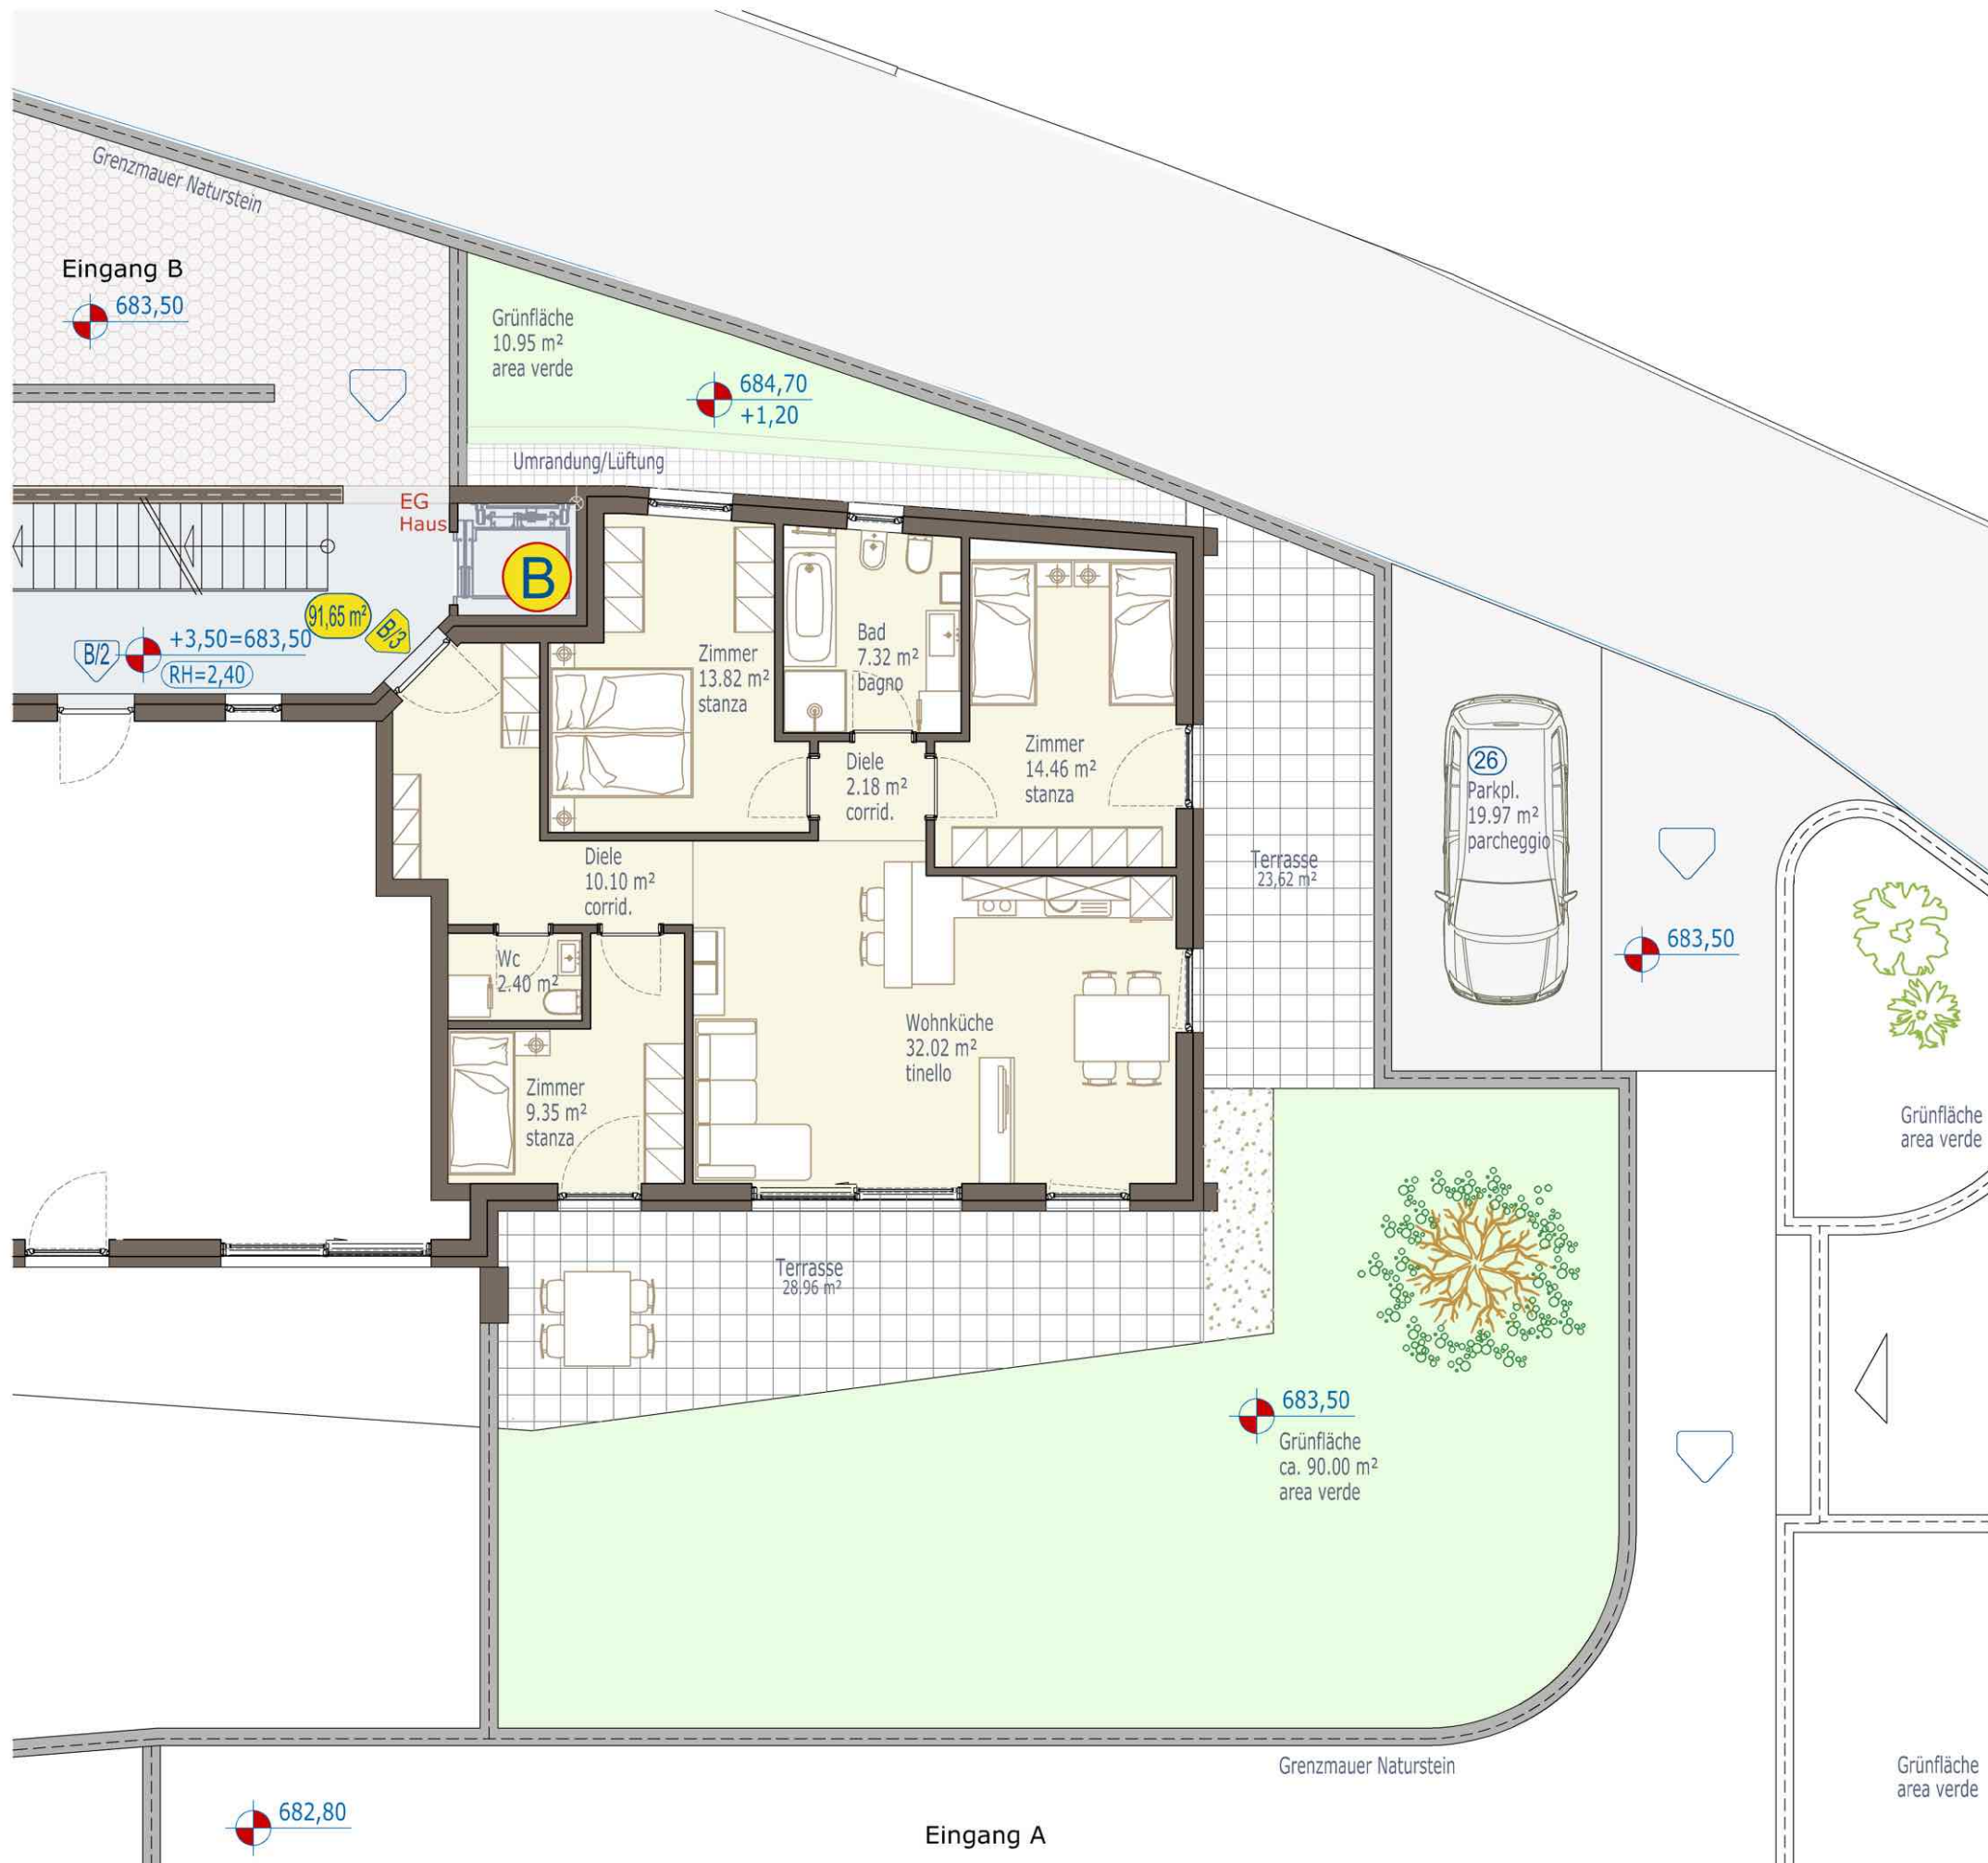 Grenzmauer Naturstein
Eingang B
683,50
Grünfläche
10.95 m²
area verde
684,70
+1,20
Umrandung/Lüftung
EG
Haus
B
91,65 m²
B/3
B/2
+3,50=683,50
RH=2,40
Zimmer
13.82 m²
stanza
Bad
7.32 m²
bagno
Zimmer
14.46 m²
stanza
Diele
2.18 m²
corrid.
26
Parkpl.
19.97 m²
parcheggio
Diele
10.10 m²
corrid.
Terrasse
23,62 m²
683,50
Wc
2.40 m²
Wohnküche
32.02 m²
tinello
Zimmer
9.35 m²
stanza
Grünfläche
area verde
Terrasse
28.96 m²
683,50
Grünfläche
ca. 90.00 m²
area verde
Grenzmauer Naturstein
Grünfläche
area verde
682,80
Eingang A